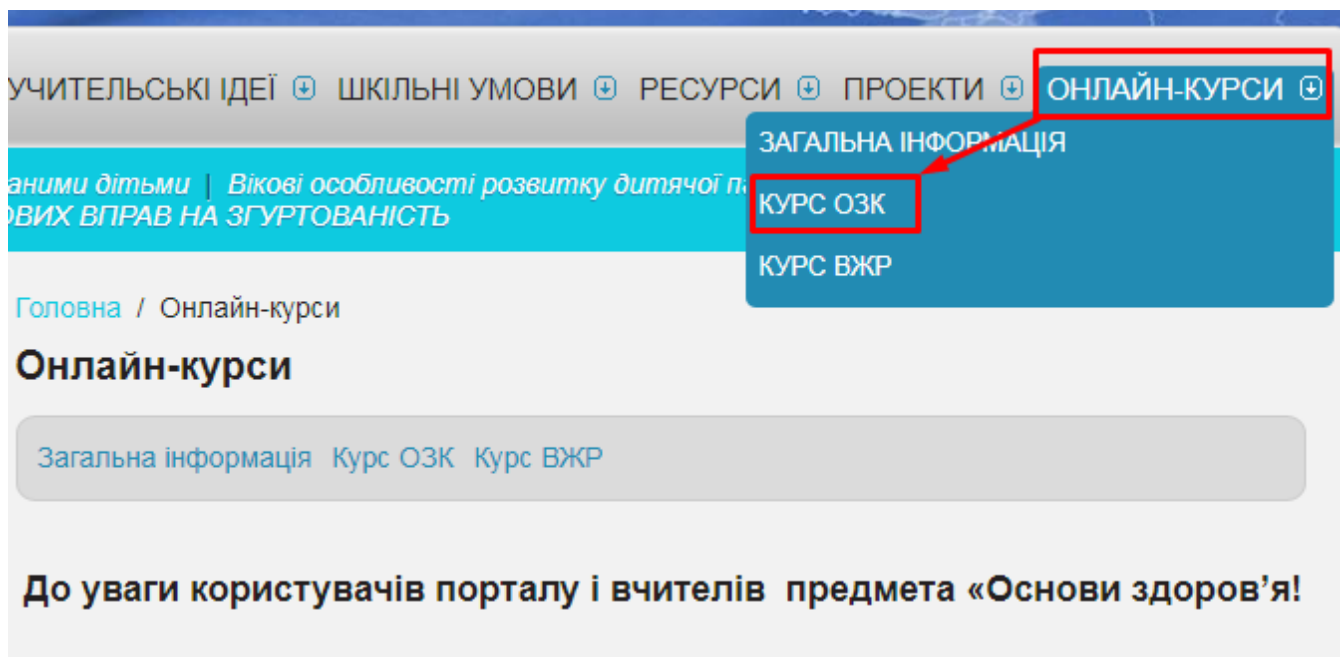 УЧИТЕЛЬСЬКІ ІДЕЇ ШКІЛЬНІ УМОВИ РЕСУРСИ ПРОЕКТИ ОНЛАЙН-КУРСИ
ЗАГАЛЬНА ІНФОРМАЦІЯ
КУРС ОЗК
КУРС ВЖР
дітьми | Вікові особливості розвитку дитячої
ВПРАВ НА ЗГУРТОВАНІСТЬ
Головна / Онлайн-курси
Онлайн-курси
Загальна інформація Курс ОЗК Курс ВЖР
До уваги користувачів порталу і вчителів предмета «Основи здоров’я!